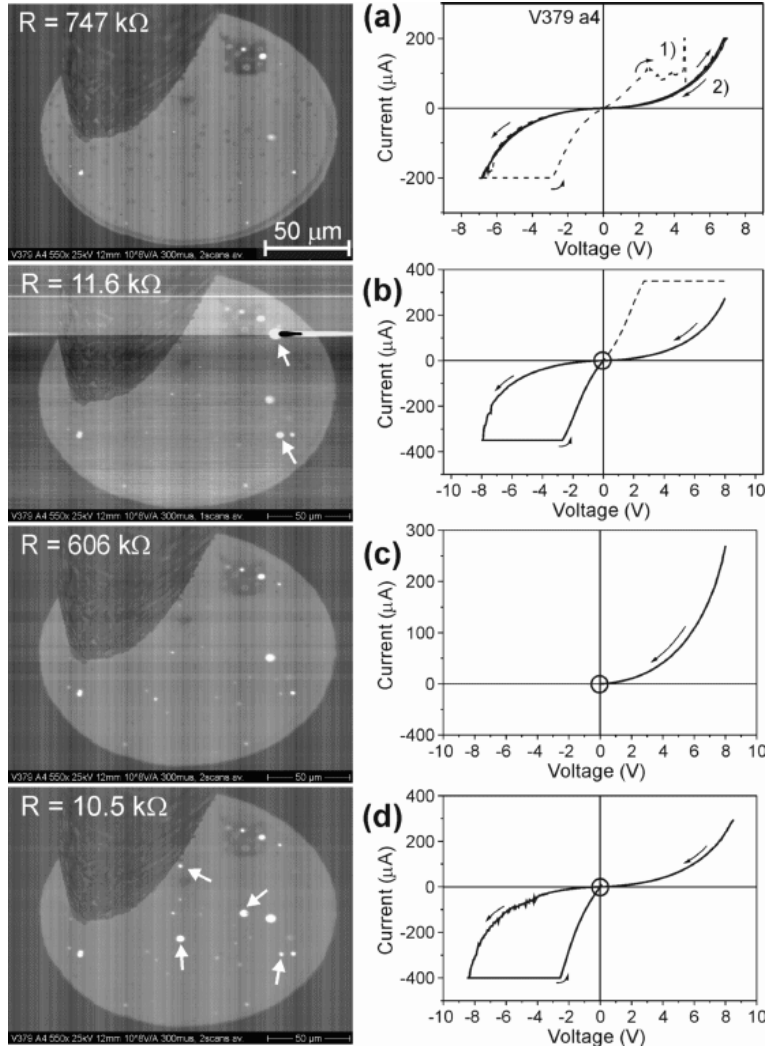 R = 747 kΩ
50 μm
V379 A4 550x 25kV 12mm 10^8V/A 300mus, 2scans av.
(a)
V379 a4
1)
2)
200
100
0
-100
-200
Current (μA)
-8 -6 -4 -2 0 2 4 6 8
Voltage (V)
R = 11.6 kΩ
V379 A4 550x 25kV 12mm 10^8V/A 300mus, 1scans av.
50 μm
(b)
400
200
0
-200
-400
Current (μA)
-10 -8 -6 -4 -2 0 2 4 6 8 10
Voltage (V)
R = 606 kΩ
V379 A4 550x 25kV 12mm 10^8V/A 300mus, 2scans av.
50 μm
(c)
300
200
100
0
-400
Current (μA)
-10 -8 -6 -4 -2 0 2 4 6 8 10
Voltage (V)
R = 10.5 kΩ
V379 A4 550x 25kV 12mm 10^8V/A 300mus, 2scans av.
50 μm
(d)
400
200
0
-200
-400
Current (μA)
-10 -8 -6 -4 -2 0 2 4 6 8 10
Voltage (V)